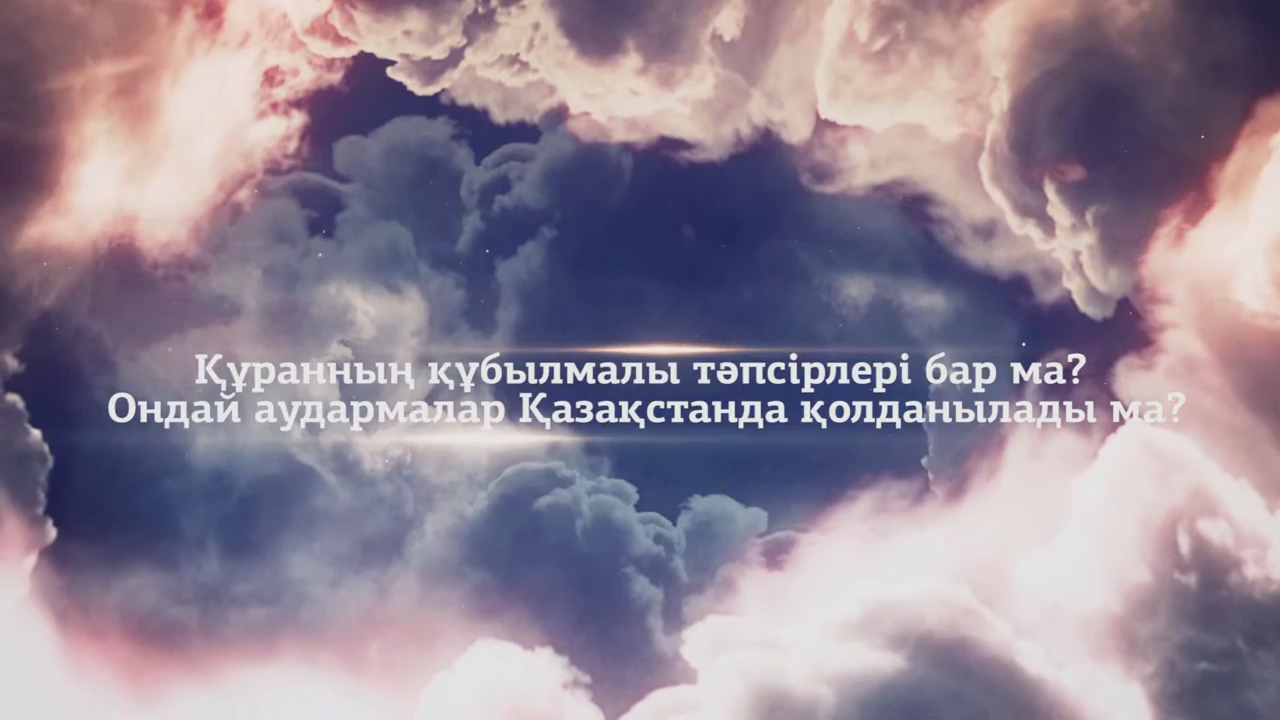 Құранның құбылмалы тәпсірлері бар ма?
Ондай аудармалар Қазақстанда қолданылады ма?